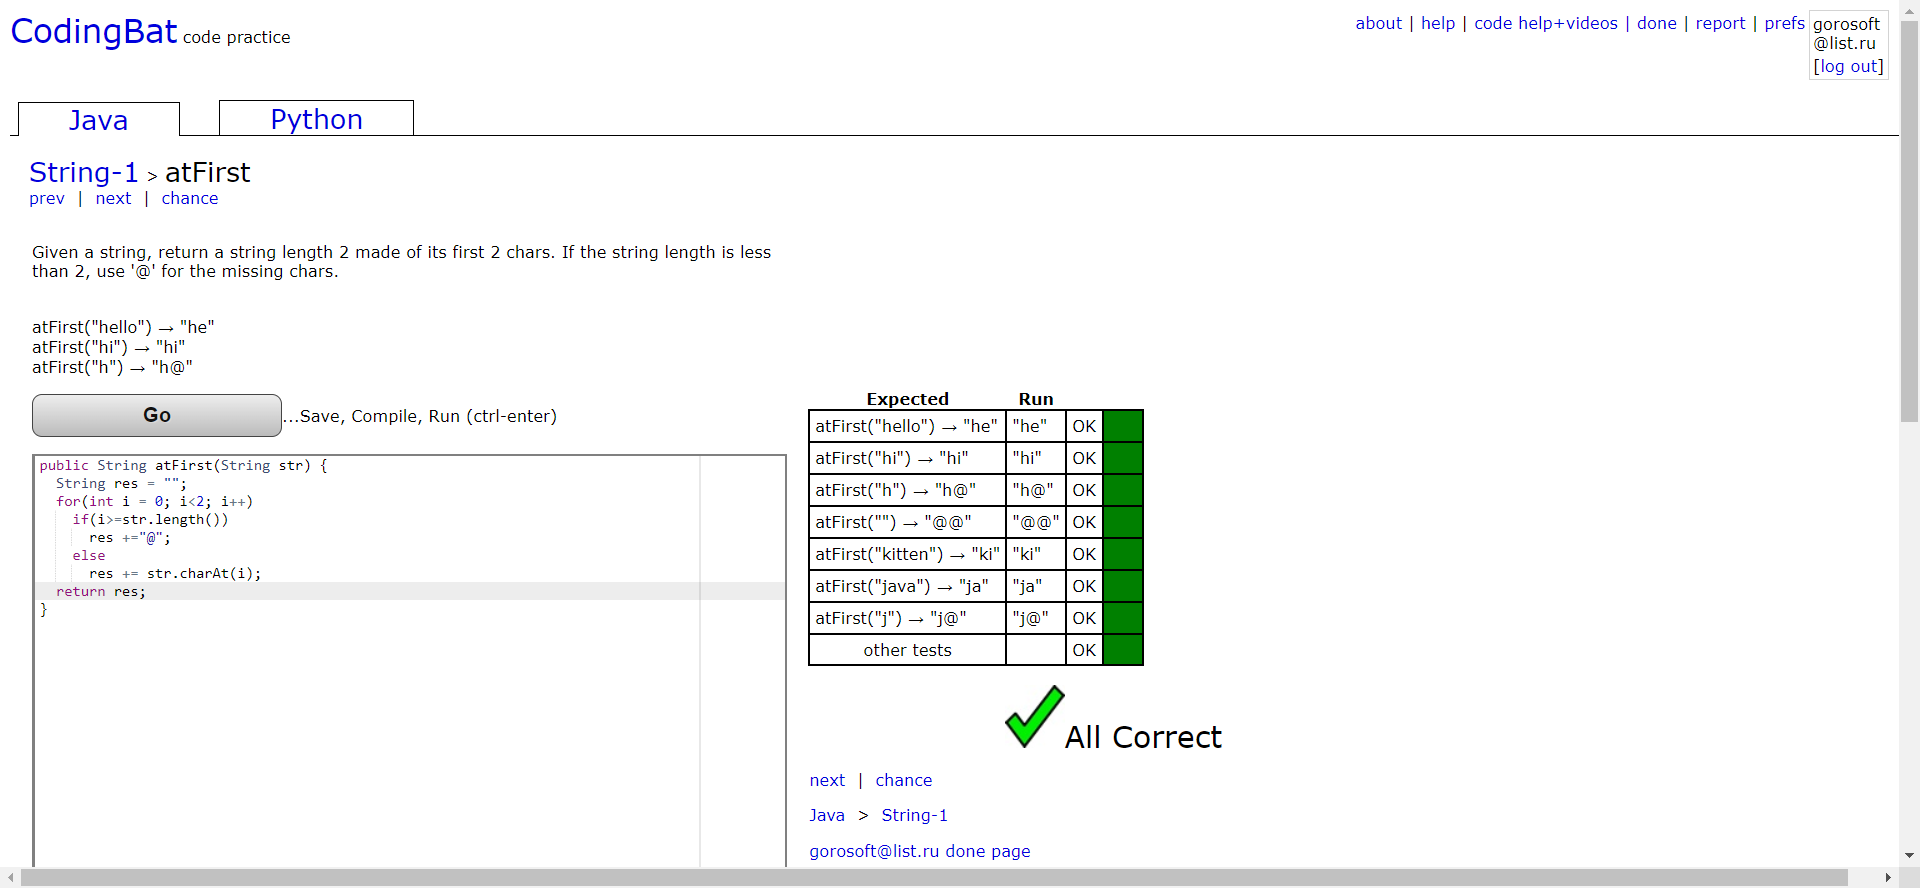 CodingBat code practice
about | help | code help+videos | done | report | prefs
gorosoft
@list.ru
[log out]
Java
Python
String-1 > atFirst
prev | next | chance
Given a string, return a string length 2 made of its first 2 chars. If the string length is less
than 2, use '@' for the missing chars.
atFirst("hello") → "he"
atFirst("hi") → "hi"
atFirst("h") → "h@"
Go
...Save, Compile, Run (ctrl-enter)
public String atFirst(String str) {
  String res = "";
  for(int i = 0; i<2; i++)
    if(i>=str.length())
      res +="@";
    else
      res += str.charAt(i);
  return res;
}
Expected Run
atFirst("hello") → "he" "he" OK
atFirst("hi") → "hi" "hi" OK
atFirst("h") → "h@" "h@" OK
atFirst("") → "@@" "@@" OK
atFirst("kitten") → "ki" "ki" OK
atFirst("java") → "ja" "ja" OK
atFirst("j") → "j@" "j@" OK
other tests OK
All Correct
next | chance
Java > String-1
gorosoft@list.ru done page